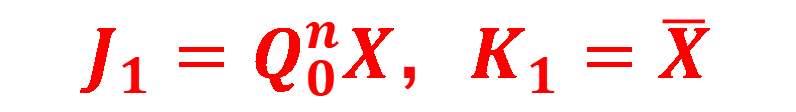 J₁ = Q₀ⁿX, K₁ = X̅